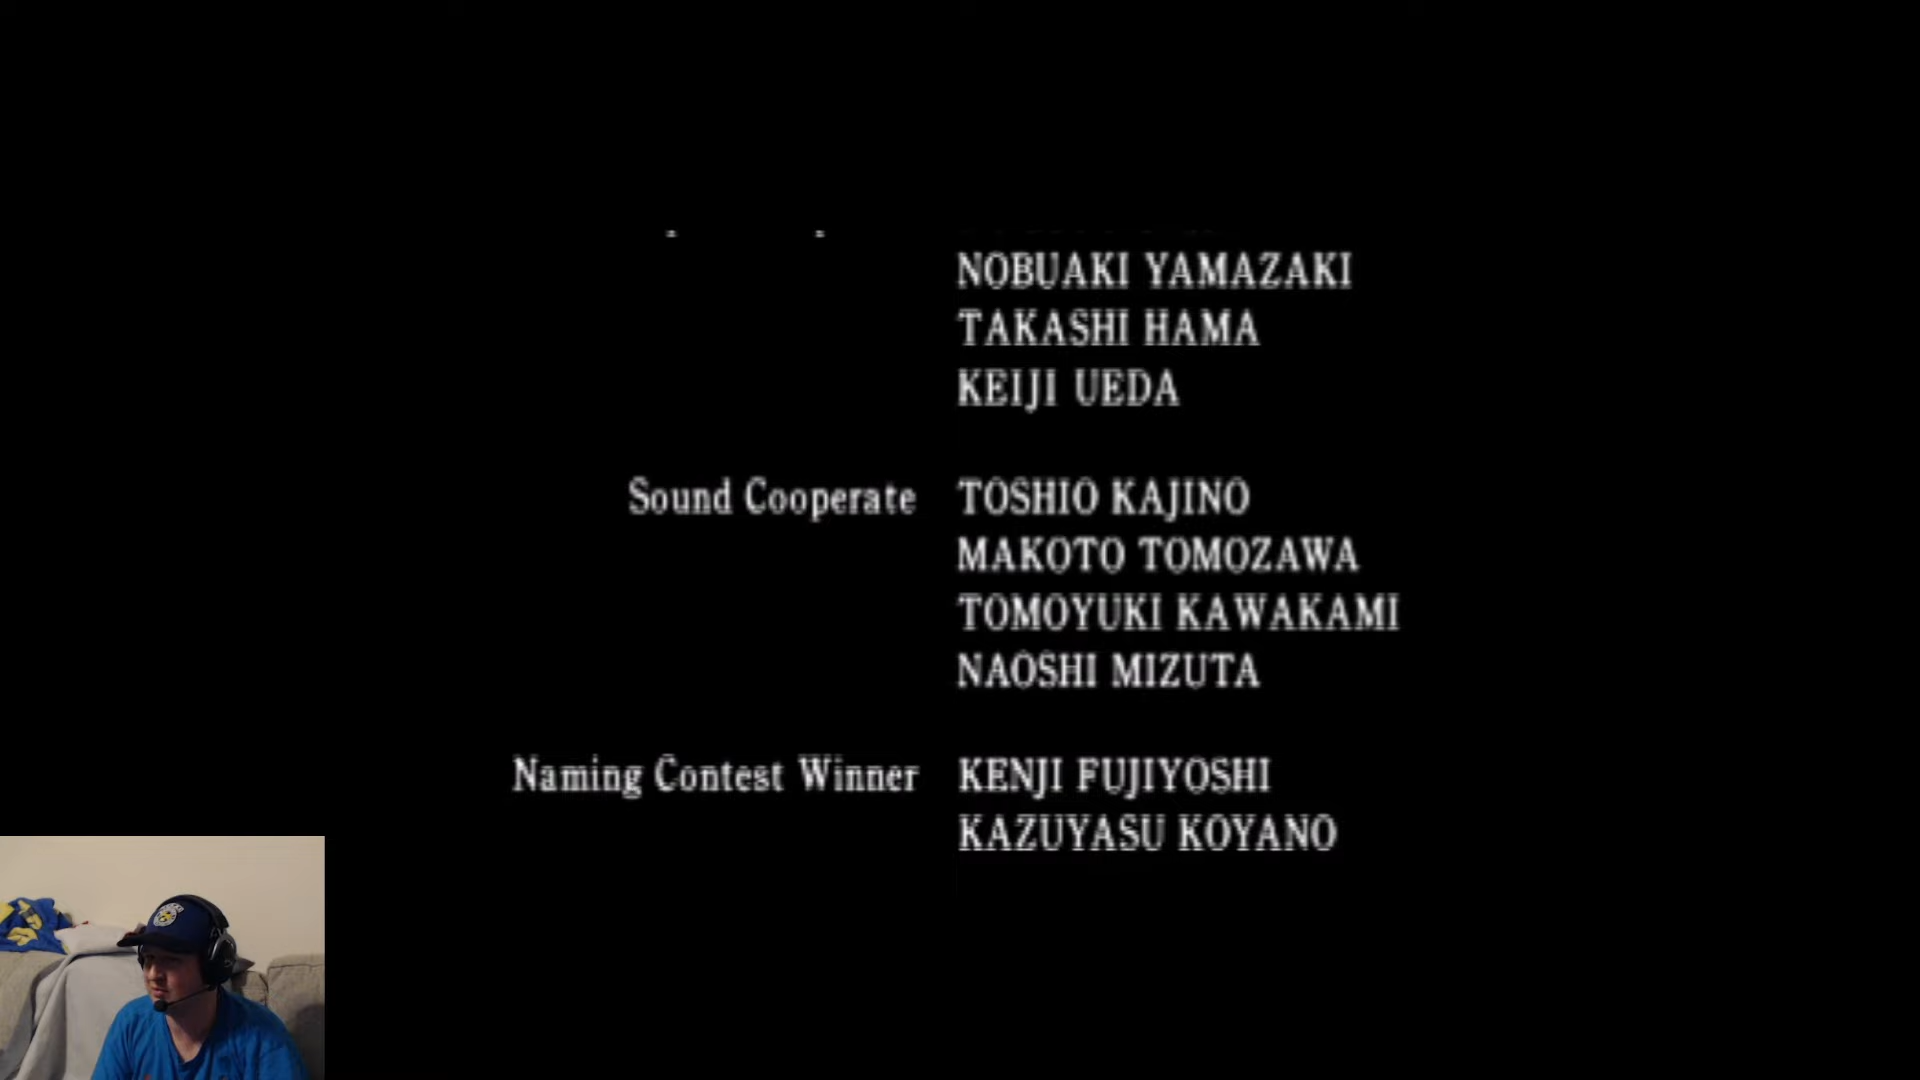 NOBUAKI YAMAZAKI
TAKASHI HAMA
KEIJI UEDA
Sound Cooperate TOSHIO KAJINO
MAKOTO TOMOZAWA
TOMOYUKI KAWAKAMI
NAOSHI MIZUTA
Naming Contest Winner KENJI FUJIYOSHI
KAZUYASU KOYANO